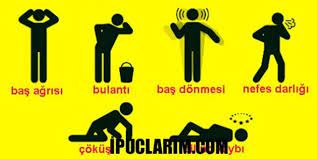 baş ağrısı bulantı baş dönmesi nefes darlığı
çöküş IPUCLARIM.COM